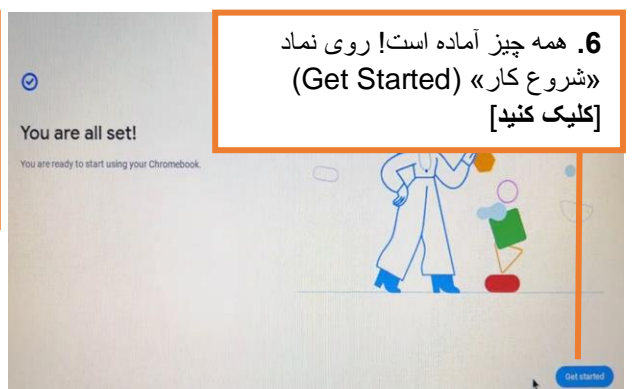 6. همه چیز آماده است! روی نماد
«شروع کار» (Get Started)
[کلیک کنید]
You are all set!
You are ready to start using your Chromebook.
Get started